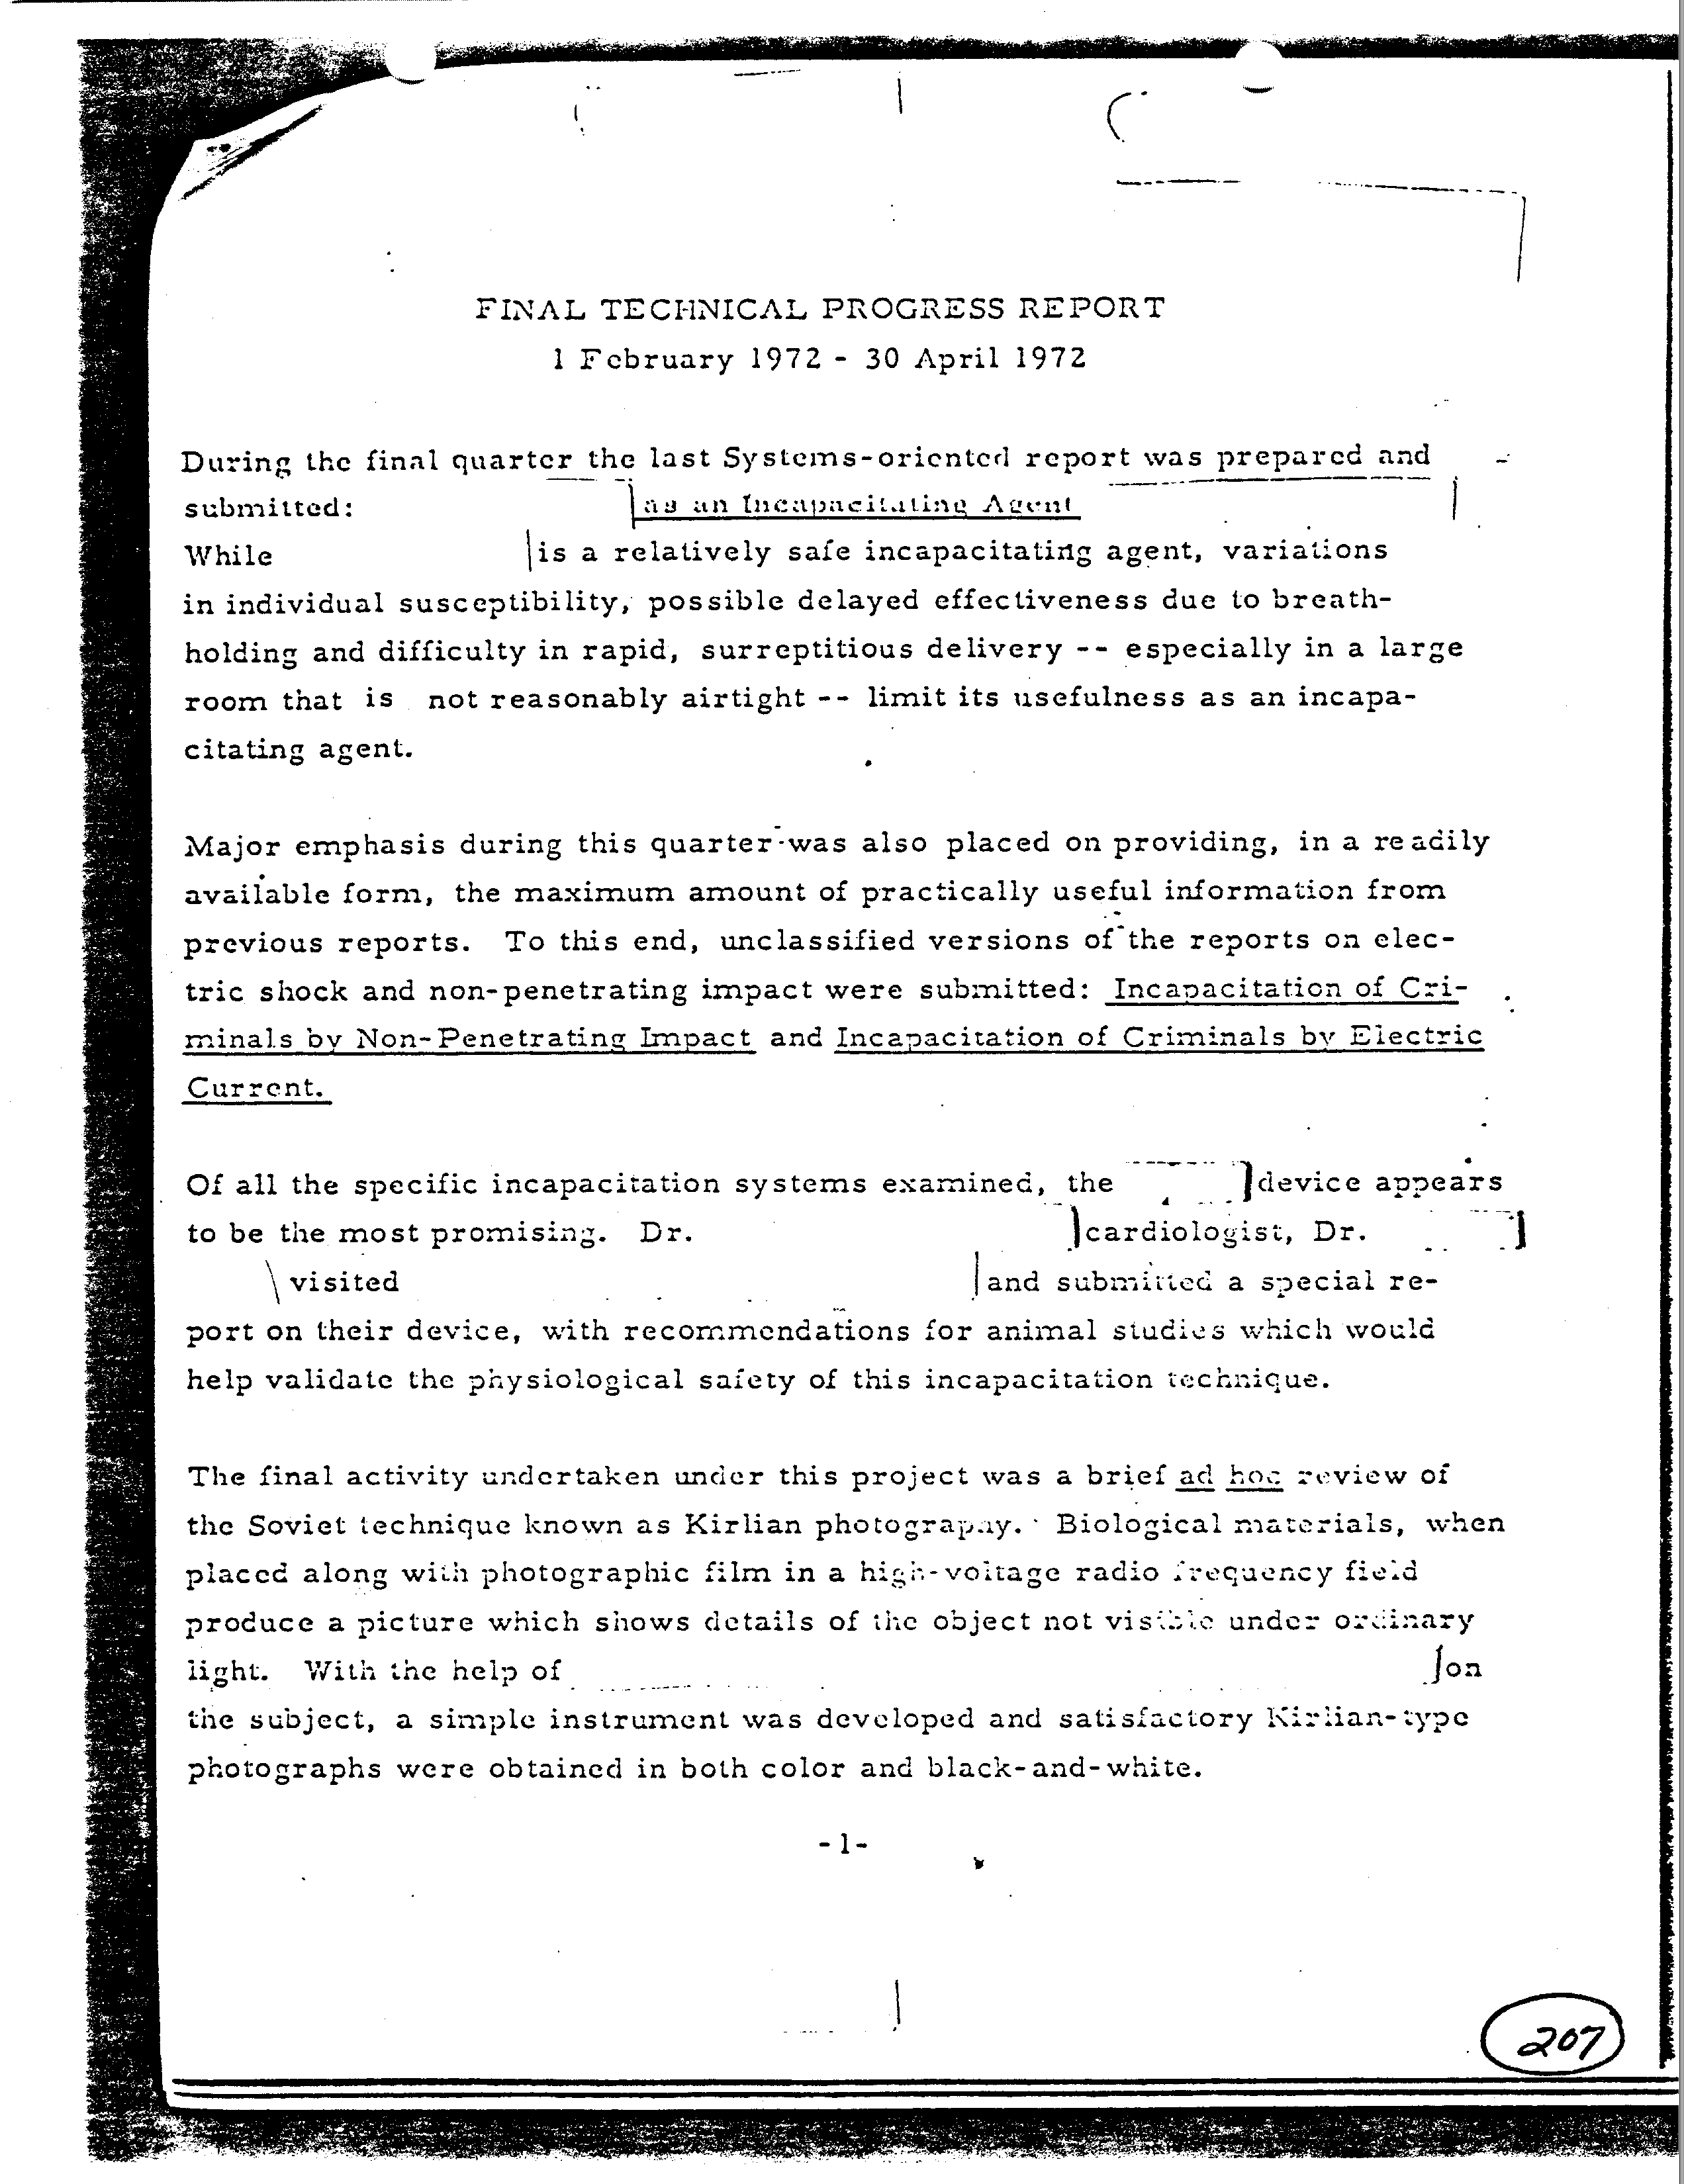 FINAL TECHNICAL PROGRESS REPORT
1 February 1972 - 30 April 1972
During the final quarter the last Systems-oriented report was prepared and
submitted: as an Incapacitating Agent
While is a relatively safe incapacitating agent, variations
in individual susceptibility, possible delayed effectiveness due to breath-
holding and difficulty in rapid, surreptitious delivery -- especially in a large
room that is not reasonably airtight -- limit its usefulness as an incapa-
citating agent.
Major emphasis during this quarter was also placed on providing, in a readily
available form, the maximum amount of practically useful information from
previous reports. To this end, unclassified versions of the reports on elec-
tric shock and non-penetrating impact were submitted: Incapacitation of Cri-
minals by Non-Penetrating Impact and Incapacitation of Criminals by Electric
Current.
Of all the specific incapacitation systems examined, the ] device appears
to be the most promising. Dr. ] cardiologist, Dr. ]
visited and submitted a special re-
port on their device, with recommendations for animal studies which would
help validate the physiological safety of this incapacitation technique.
The final activity undertaken under this project was a brief ad hoc review of
the Soviet technique known as Kirlian photography. Biological materials, when
placed along with photographic film in a high-voltage radio frequency field
produce a picture which shows details of the object not visible under ordinary
light. With the help of ] on
the subject, a simple instrument was developed and satisfactory Kirlian-type
photographs were obtained in both color and black-and-white.
-1-
207